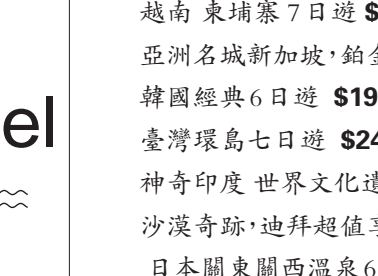 el
越南 柬埔寨 7 日遊 $
亞洲名城新加坡，鉑金
韓國經典6日遊 $19
臺灣環島七日遊 $24
神奇印度 世界文化遺
沙漠奇跡，迪拜超值享
日本關東關西溫泉6